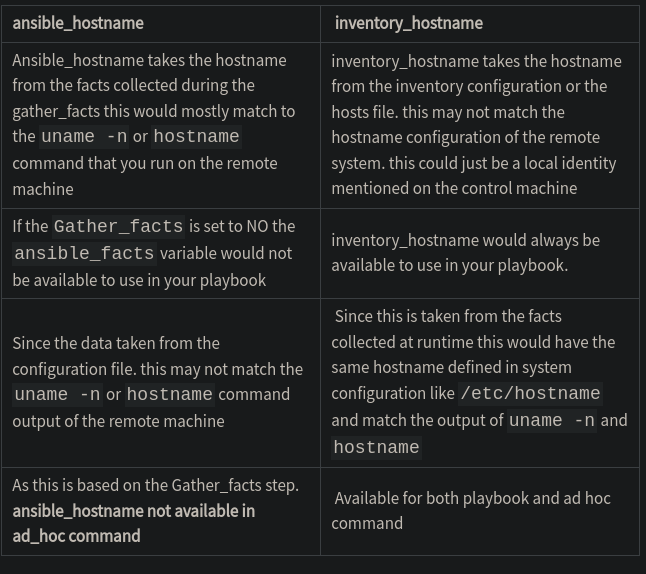 ansible_hostname
inventory_hostname
Ansible_hostname takes the hostname
from the facts collected during the
gather_facts this would mostly match to
the uname -n or hostname
command that you run on the remote
machine
inventory_hostname takes the hostname
from the inventory configuration or the
hosts file. this may not match the
hostname configuration of the remote
system. this could just be a local identity
mentioned on the control machine
If the Gather_facts is set to NO the
ansible_facts variable would not
be available to use in your playbook
inventory_hostname would always be
available to use in your playbook.
Since the data taken from the
configuration file. this may not match the
uname -n or hostname command
output of the remote machine
Since this is taken from the facts
collected at runtime this would have the
same hostname defined in system
configuration like /etc/hostname
and match the output of uname -n and
hostname
As this is based on the Gather_facts step.
ansible_hostname not available in
ad_hoc command
Available for both playbook and ad hoc
command